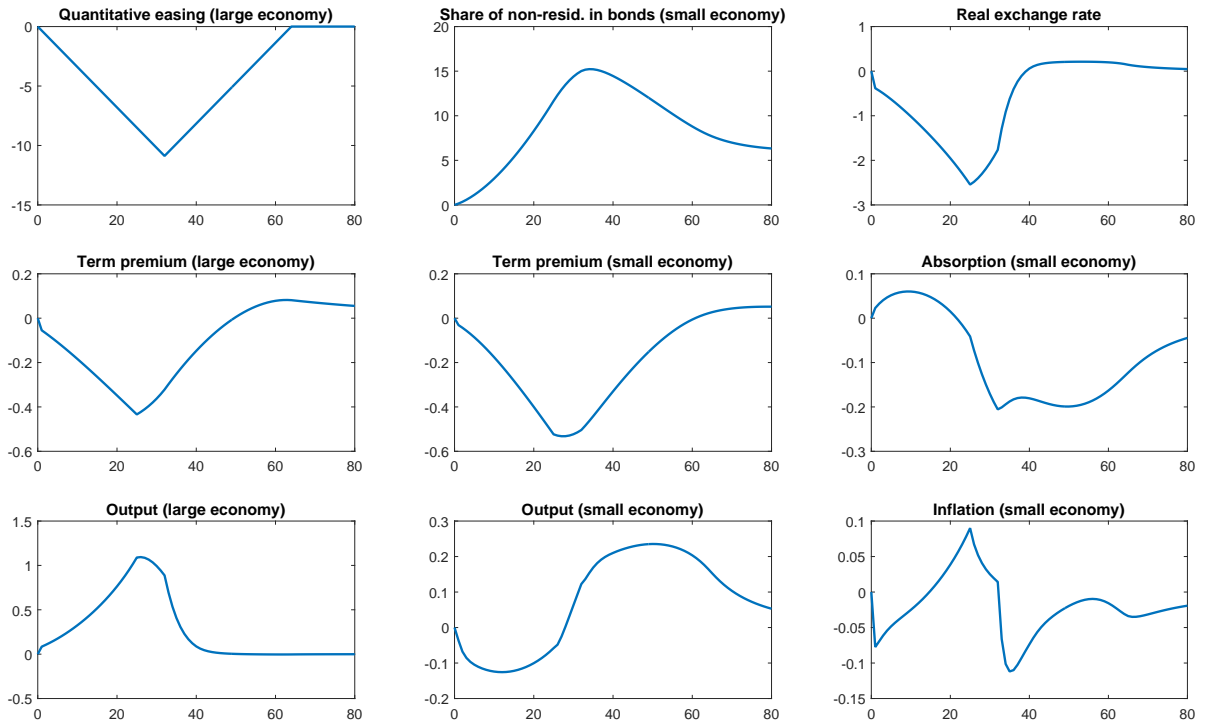 Quantitative easing (large economy)
0
-5
-10
-15
0 20 40 60 80
Share of non-resid. in bonds (small economy)
20
15
10
5
0
0 20 40 60 80
Real exchange rate
1
0
-1
-2
-3
0 20 40 60 80
Term premium (large economy)
0.2
0
-0.2
-0.4
-0.6
0 20 40 60 80
Term premium (small economy)
0.2
0
-0.2
-0.4
-0.6
0 20 40 60 80
Absorption (small economy)
0.1
0
-0.1
-0.2
-0.3
0 20 40 60 80
Output (large economy)
1.5
1
0.5
0
-0.5
0 20 40 60 80
Output (small economy)
0.3
0.2
0.1
0
-0.1
-0.2
0 20 40 60 80
Inflation (small economy)
0.1
0.05
0
-0.05
-0.1
-0.15
0 20 40 60 80